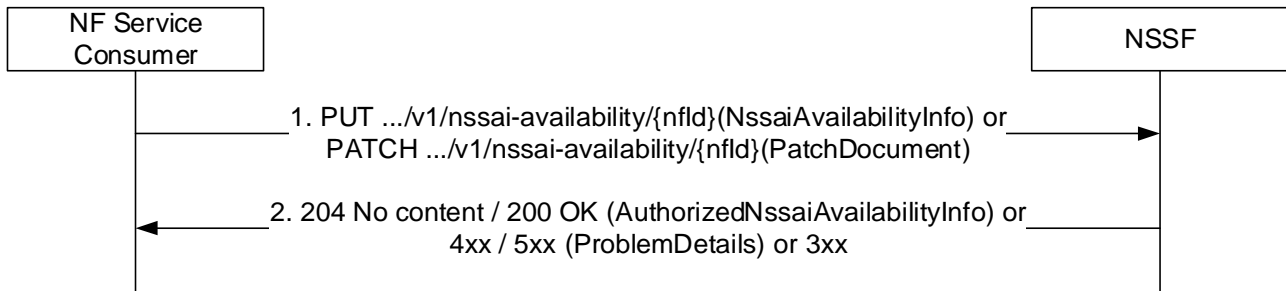 NF Service
Consumer
NSSF
1. PUT .../v1/nssai-availability/{nfId}(NssaiAvailabilityInfo) or
PATCH .../v1/nssai-availability/{nfId}(PatchDocument)
2. 204 No content / 200 OK (AuthorizedNssaiAvailabilityInfo) or
4xx / 5xx (ProblemDetails) or 3xx